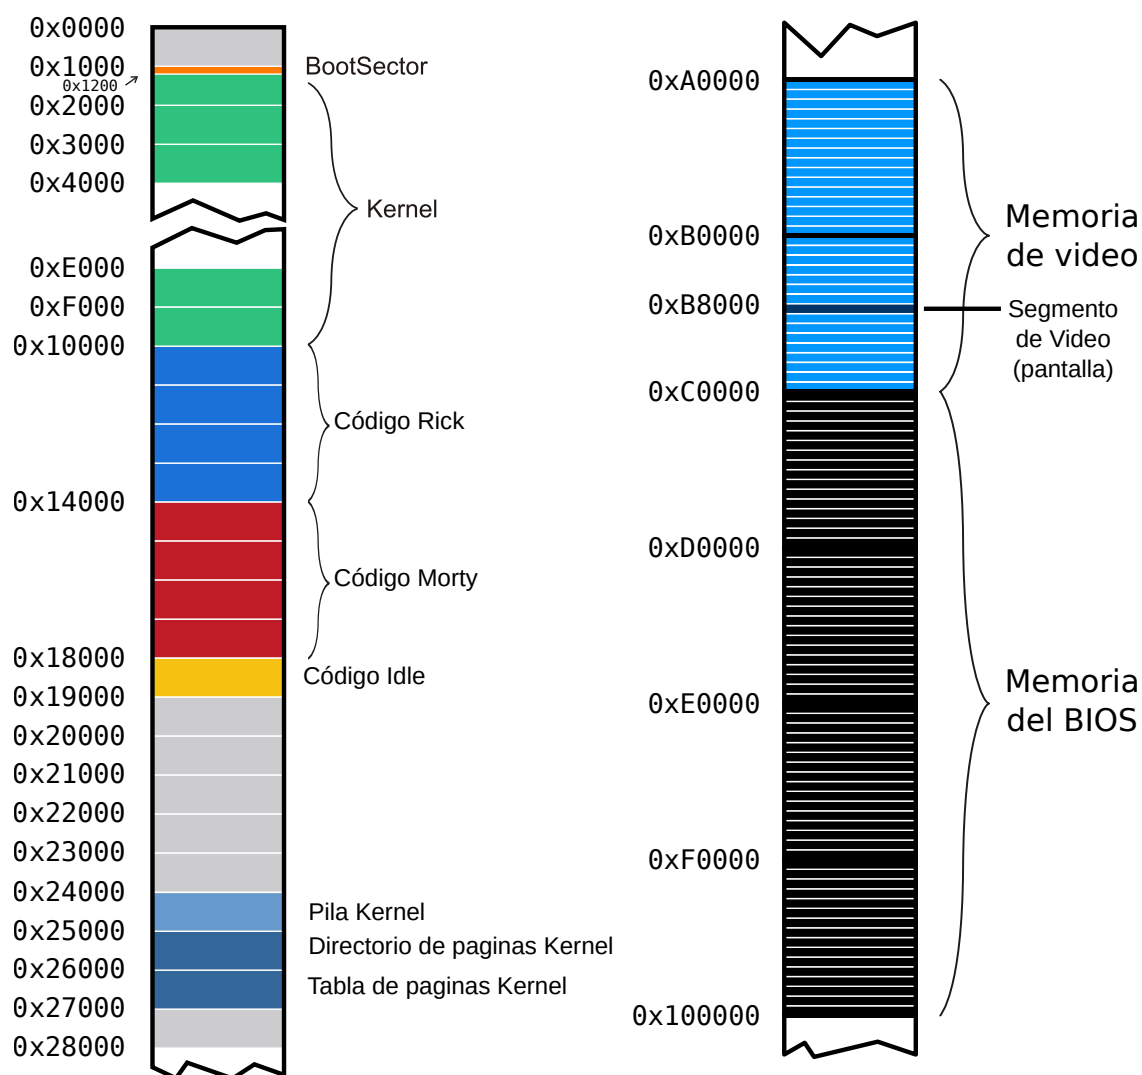 0x0000
0x1000
BootSector
0x1200
0x2000
0x3000
0x4000
Kernel
0xE000
0xF000
0x10000
Código Rick
0x14000
Código Morty
0x18000
Código Idle
0x19000
0x20000
0x21000
0x22000
0x23000
0x24000
Pila Kernel
0x25000
Directorio de paginas Kernel
0x26000
Tabla de paginas Kernel
0x27000
0x28000
0xA0000
Memoria
de video
0xB0000
0xB8000
Segmento
de Video
(pantalla)
0xC0000
0xD0000
0xE0000
Memoria
del BIOS
0xF0000
0x100000